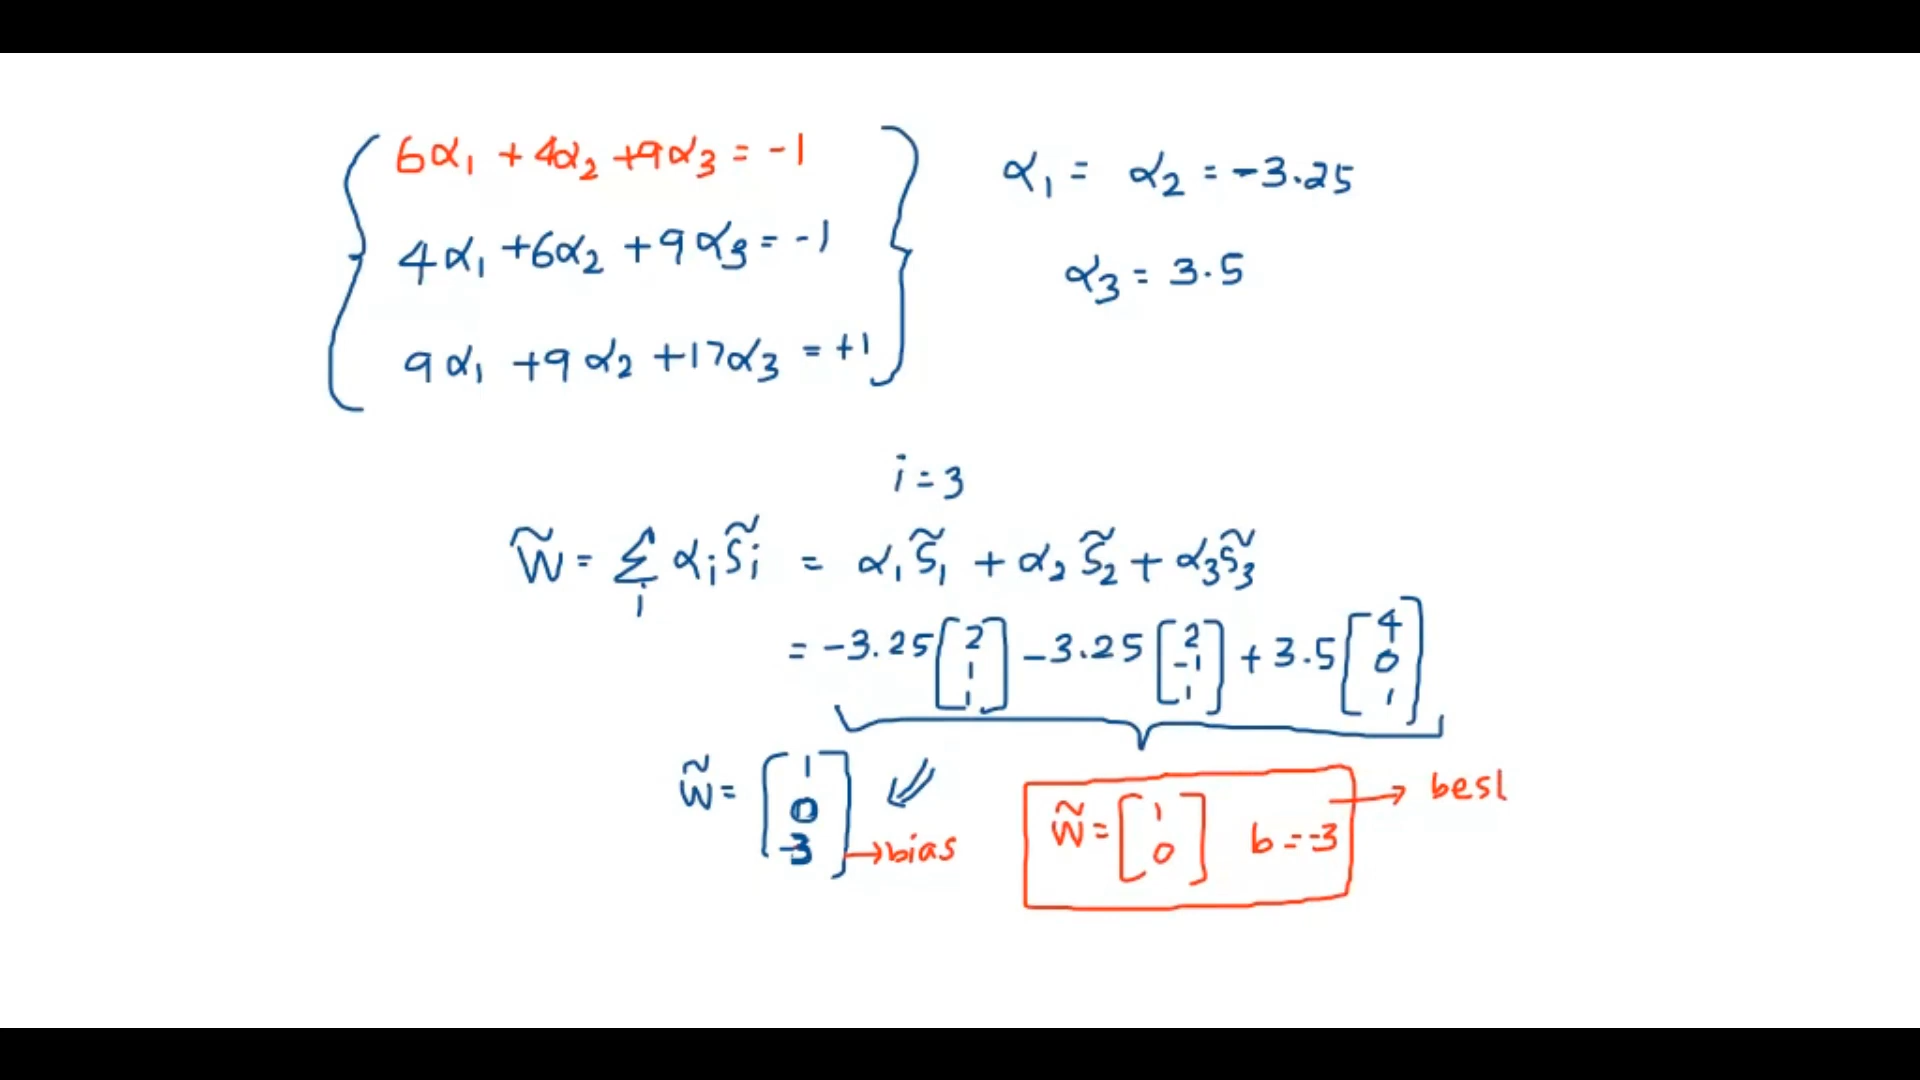 6α₁ + 4α₂ + 9α₃ = -1
α₁ = α₂ = -3.25
4α₁ + 6α₂ + 9α₃ = -1
α₃ = 3.5
9α₁ + 9α₂ + 17α₃ = +1
i = 3
W̃ = Σᵢ αᵢ S̃ᵢ = α₁S̃₁ + α₂S̃₂ + α₃S̃₃
= -3.25 [2 1 1] - 3.25 [2 -1 1] + 3.5 [4 0 1]
W̃ = [1 0 -3] → bias
W̃ = [1 0] b = -3 → besl